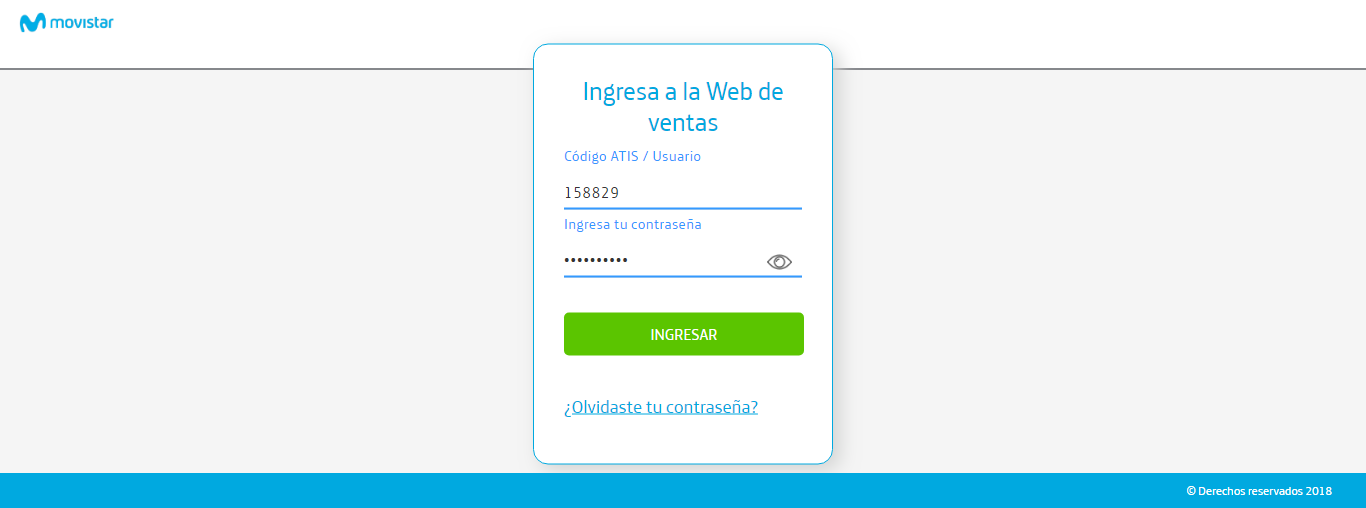 movistar
Ingresa a la Web de
ventas
Código ATIS / Usuario
158829
Ingresa tu contraseña
••••••••••
INGRESAR
¿Olvidaste tu contraseña?
© Derechos reservados 2018